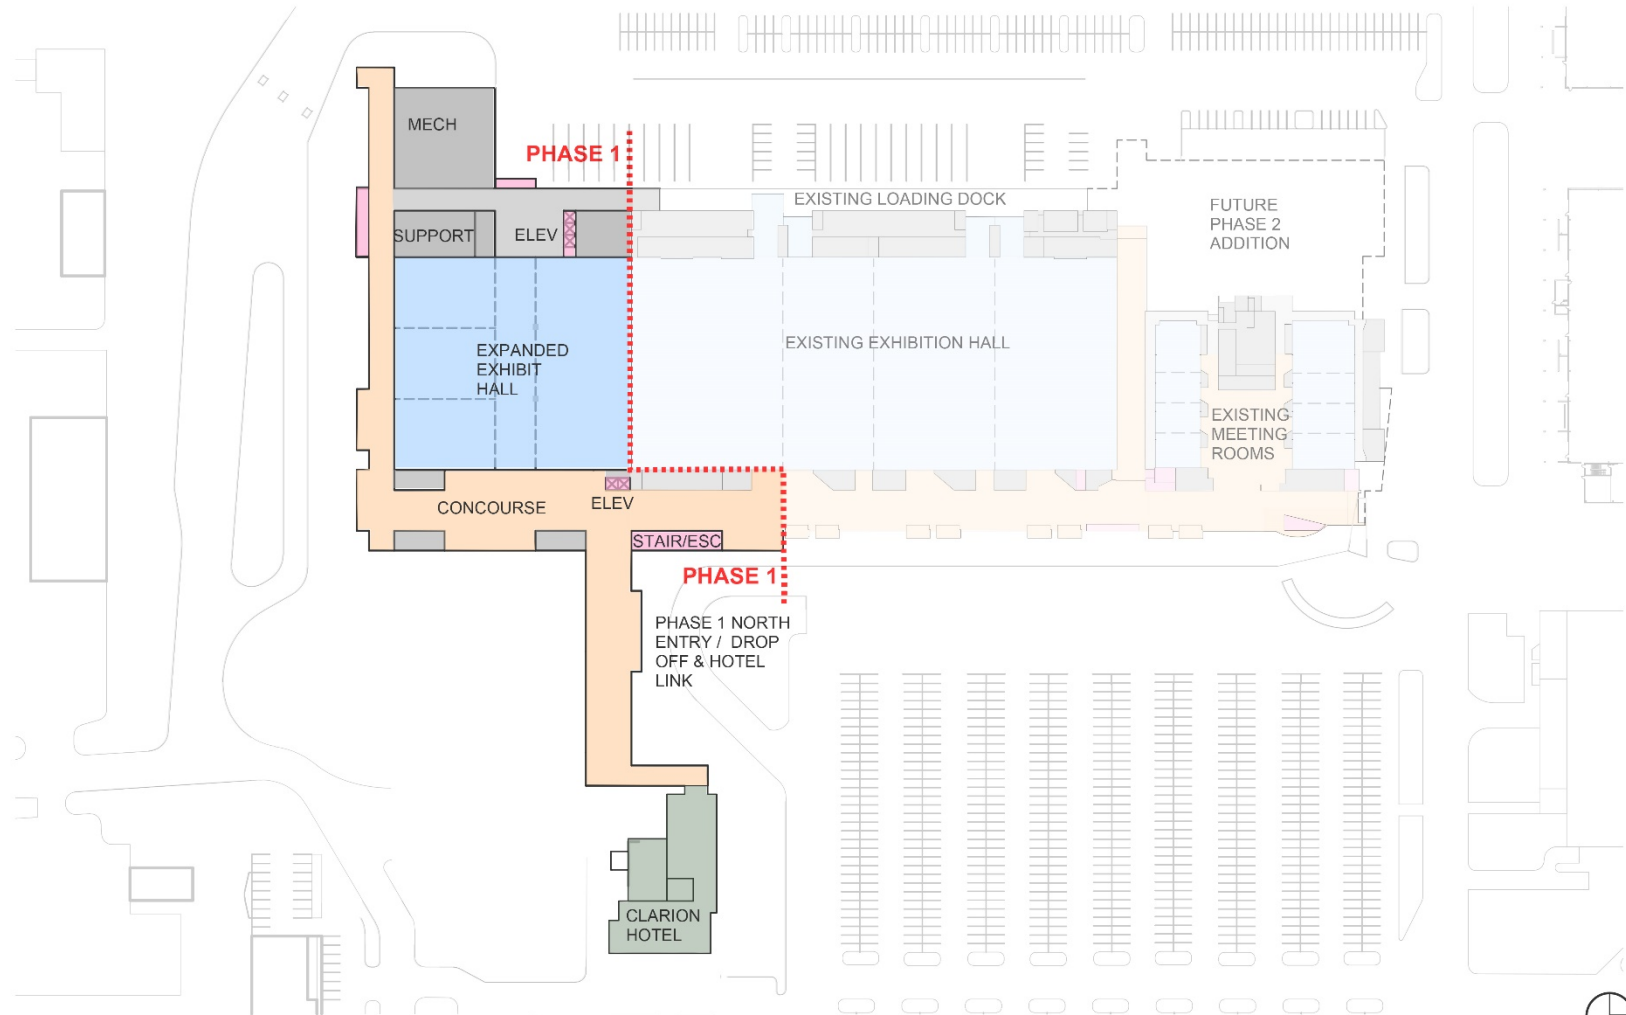 MECH
PHASE 1
EXISTING LOADING DOCK
FUTURE
PHASE 2
ADDITION
SUPPORT
ELEV
EXPANDED
EXHIBIT
HALL
EXISTING EXHIBITION HALL
EXISTING
MEETING
ROOMS
CONCOURSE
ELEV
STAIR/ESC
PHASE 1
PHASE 1 NORTH
ENTRY / DROP
OFF & HOTEL
LINK
CLARION
HOTEL